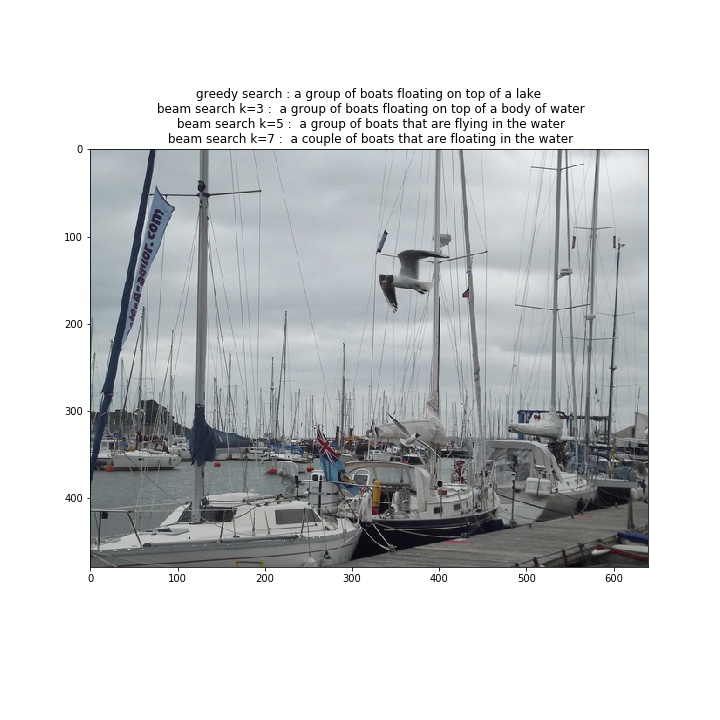 greedy search : a group of boats floating on top of a lake
beam search k=3 :  a group of boats floating on top of a body of water
beam search k=5 :  a group of boats that are flying in the water
beam search k=7 :  a couple of boats that are floating in the water
0
100
200
300
400
0 100 200 300 400 500 600
.com